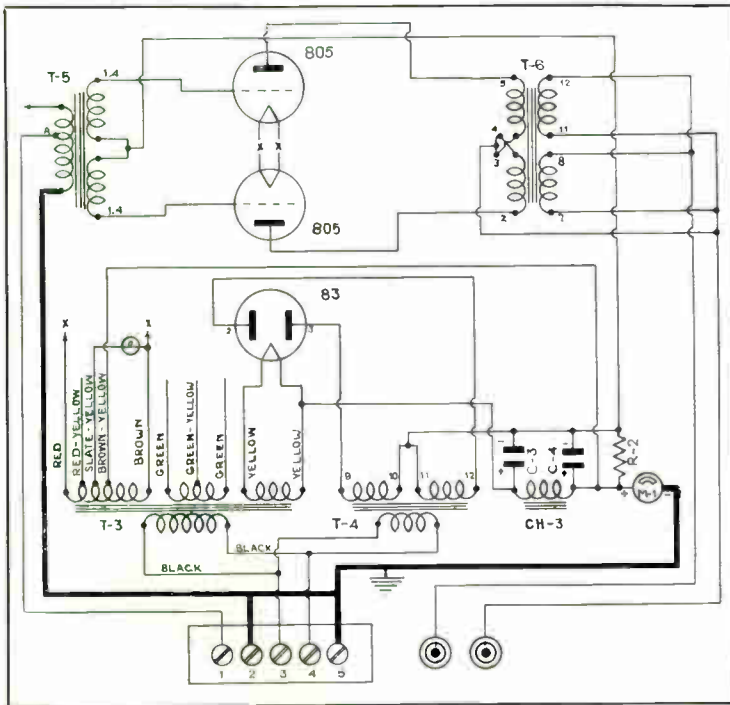 805
T-5
1.4
A
T-6
5
12
4
3
11
8
X X
1.4
2
7
805
83
2
3
X
X
RED
RED-YELLOW
SLATE-YELLOW
BROWN-YELLOW
BROWN
GREEN
GREEN-YELLOW
GREEN
YELLOW
YELLOW
9
10
11
12
C-3
C-4
R-2
- -
+ +
+ M-1 -
T-3
T-4
CH-3
BLACK
BLACK
1 2 3 4 5